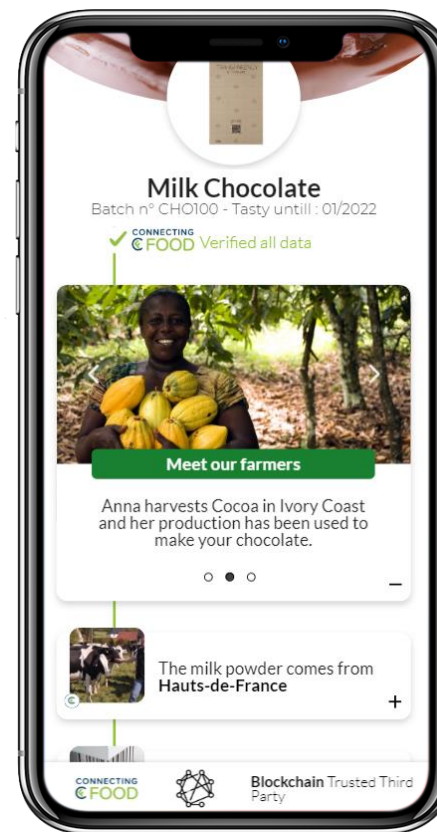 Milk Chocolate
Batch n° CHO100 - Tasty untill : 01/2022
CONNECTING
FOOD Verified all data
Meet our farmers
Anna harvests Cocoa in Ivory Coast
and her production has been used to
make your chocolate.
The milk powder comes from
Hauts-de-France
CONNECTING
FOOD
Blockchain Trusted Third
Party